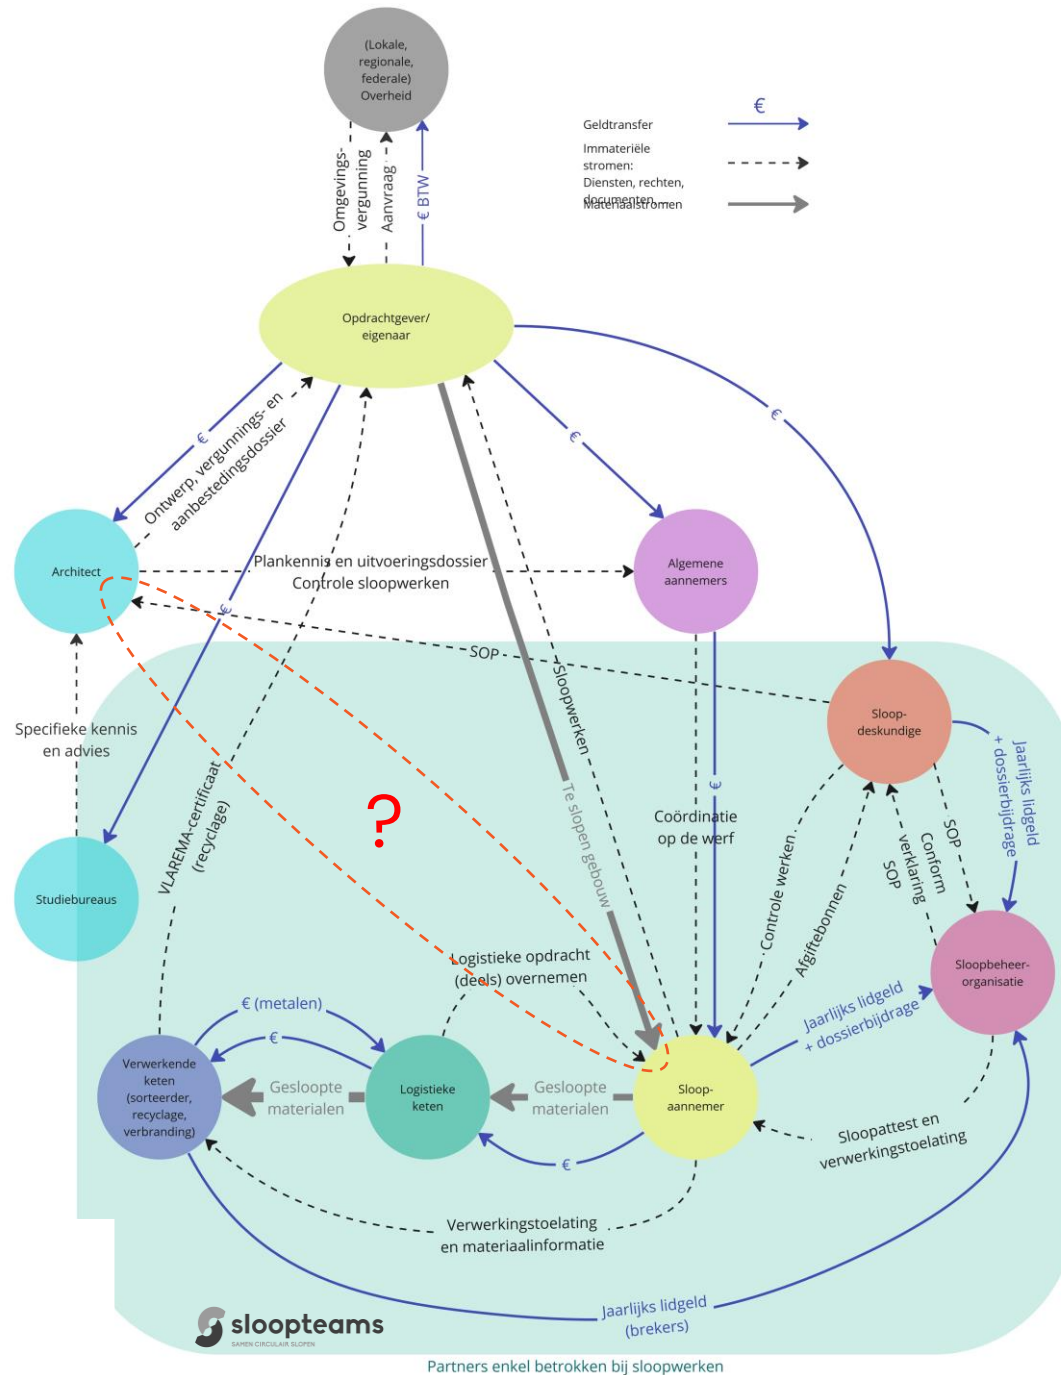 (Lokale,
regionale,
federale)
Overheid
€
Geldtransfer
Immateriële
stromen:
Diensten, rechten,
documenten,...
Materiaalstromen
Omgevings-
vergunning
Aanvraag
€ BTW
Opdrachtgever/
eigenaar
€
Ontwerp, vergunnings- en
aanbestedingsdossier
€
€
€
Architect
Plankennis en uitvoeringsdossier
Controle sloopwerken
Algemene
aannemers
SOP
Sloopwerken
Specifieke kennis
en advies
Sloop-
deskundige
Jaarlijks lidgeld
+ dossierbijdrage
VLAREMA-certificaat
(recyclage)
?
Te slopen gebouw
€
Coördinatie
op de werf
Controle werken
Afgiftebonnen
SOP
Conform
verklaring
SOP
Studiebureaus
Logistieke opdracht
(deels) overnemen
Sloopbeheer-
organisatie
€ (metalen)
€
Jaarlijks lidgeld
+ dossierbijdrage
Verwerkende
keten
(sorteerder,
recyclage,
verbranding)
Gesloopte
materialen
Logistieke
keten
Gesloopte
materialen
Sloop-
aannemer
€
Sloopattest en
verwerkingstoelating
Verwerkingstoelating
en materiaalinformatie
Jaarlijks lidgeld
(brekers)
sloopteams
SAMEN CIRCULAIR SLOPEN
Partners enkel betrokken bij sloopwerken